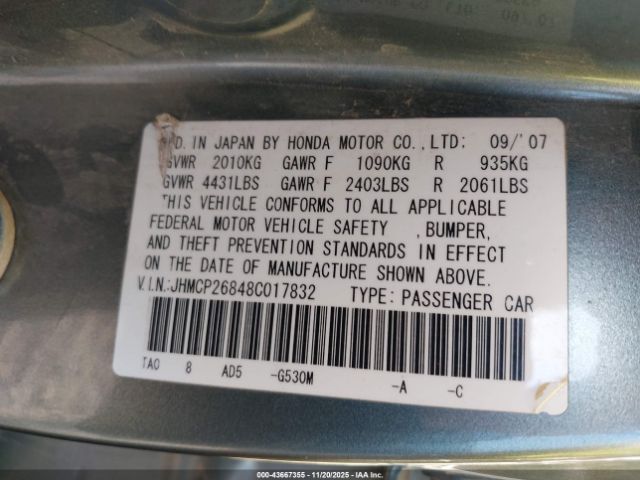 MFD. IN JAPAN BY HONDA MOTOR CO.,LTD: 09/'07
GVWR 2010KG GAWR F 1090KG R 935KG
GVWR 4431LBS GAWR F 2403LBS R 2061LBS
THIS VEHICLE CONFORMS TO ALL APPLICABLE
FEDERAL MOTOR VEHICLE SAFETY ,BUMPER,
AND THEFT PREVENTION STANDARDS IN EFFECT
ON THE DATE OF MANUFACTURE SHOWN ABOVE.
V.I.N.:JHMCP26848C017832 TYPE: PASSENGER CAR
TA0 8 AD5 -G530M -A -C
000-43667355 - 11/20/2025 - IAA Inc.